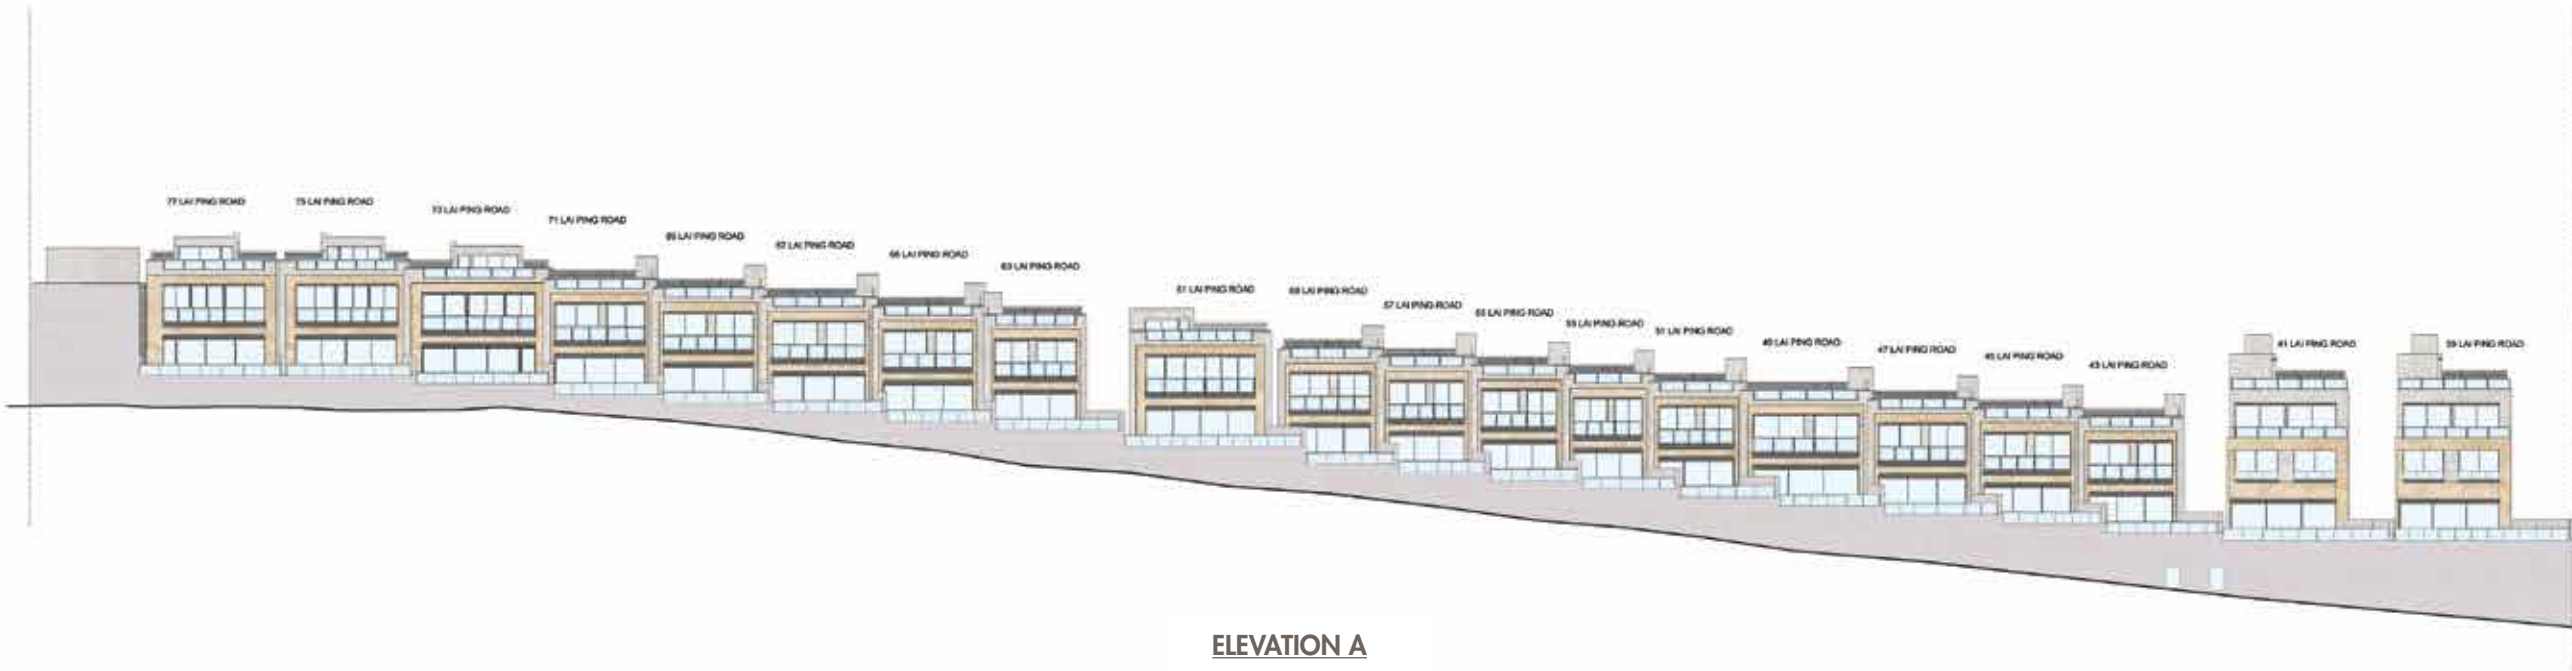 77 LAI PING ROAD
75 LAI PING ROAD
73 LAI PING ROAD
71 LAI PING ROAD
69 LAI PING ROAD
67 LAI PING ROAD
65 LAI PING ROAD
63 LAI PING ROAD
61 LAI PING ROAD
59 LAI PING ROAD
57 LAI PING ROAD
55 LAI PING ROAD
53 LAI PING ROAD
51 LAI PING ROAD
49 LAI PING ROAD
47 LAI PING ROAD
45 LAI PING ROAD
43 LAI PING ROAD
41 LAI PING ROAD
39 LAI PING ROAD
ELEVATION A